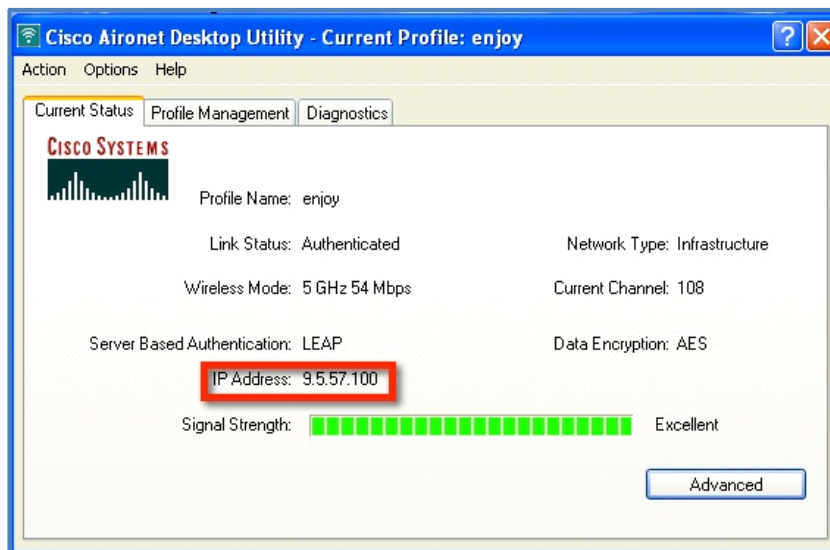 Cisco Aironet Desktop Utility - Current Profile: enjoy
Action Options Help
Current Status Profile Management Diagnostics
CISCO SYSTEMS
Profile Name: enjoy
Link Status: Authenticated Network Type: Infrastructure
Wireless Mode: 5 GHz 54 Mbps Current Channel: 108
Server Based Authentication: LEAP Data Encryption: AES
IP Address: 9.5.57.100
Signal Strength: Excellent
Advanced